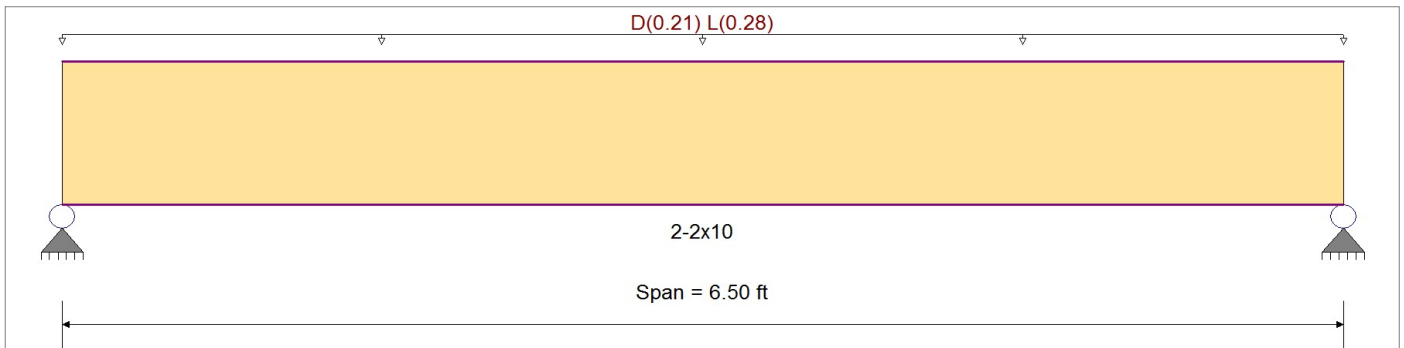 D(0.21) L(0.28)
2-2x10
Span = 6.50 ft